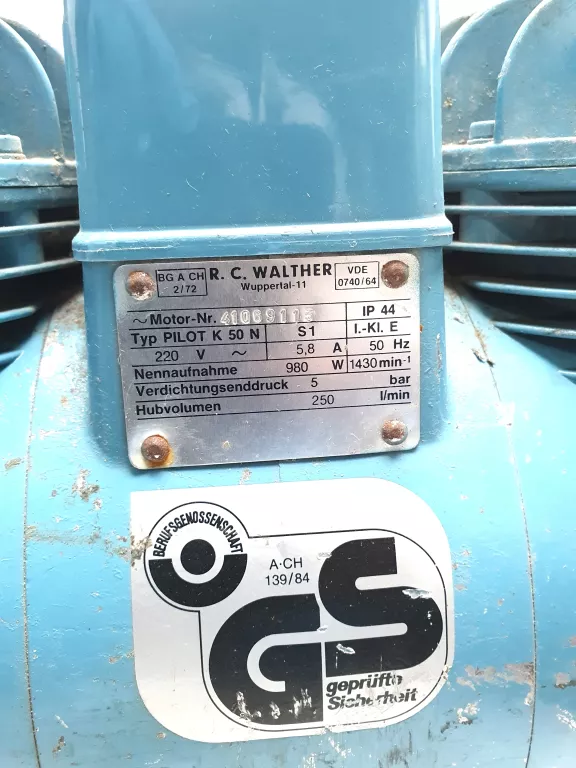 BG A CH
2/72
R. C. WALTHER
Wuppertal-11
VDE
0740/64
~Motor-Nr. IP 44
Typ PILOT K 50 N S1 I.-Kl. E
220 V ~ 5,8 A 50 Hz
Nennaufnahme 980 W 1430 min⁻¹
Verdichtungsenddruck 5 bar
Hubvolumen 250 l/min
BERUFSGENOSSENSCHAFT
A·CH
139/84
GS
geprüfte
Sicherheit